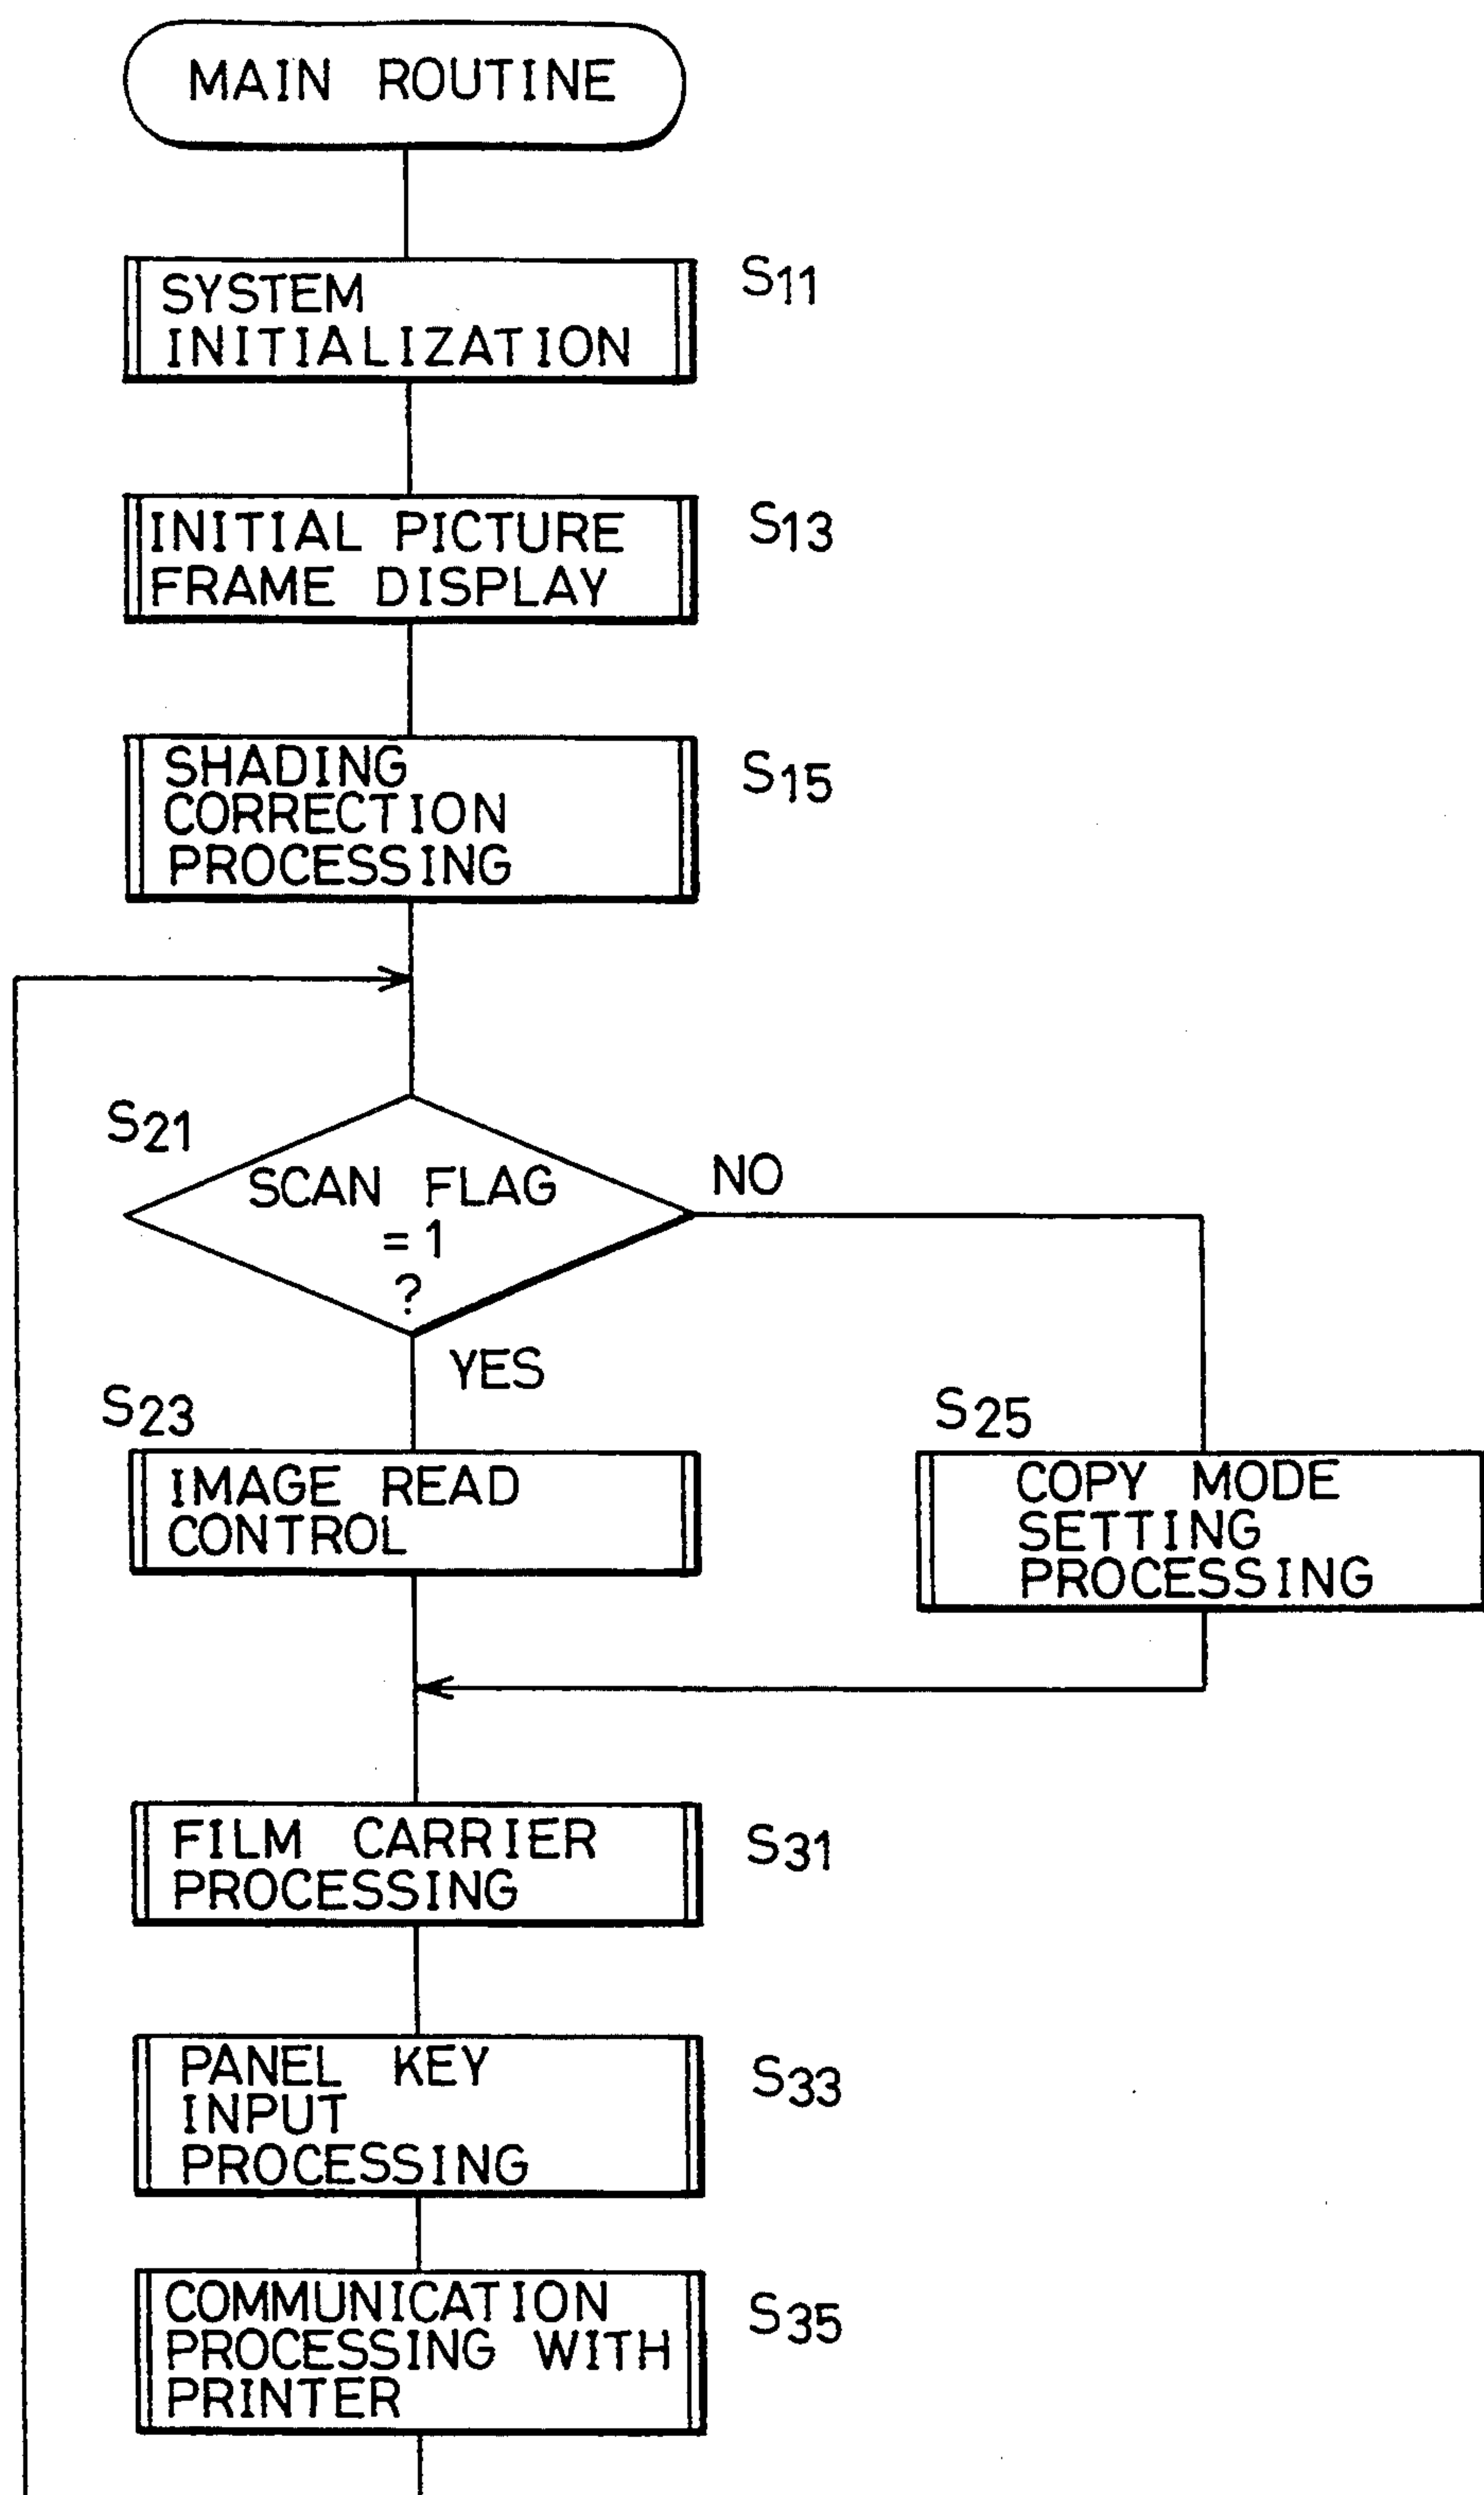 MAIN ROUTINE
SYSTEM
INITIALIZATION
S11
INITIAL PICTURE
FRAME DISPLAY
S13
SHADING
CORRECTION
PROCESSING
S15
S21
SCAN FLAG
=1
?
NO
YES
S23
IMAGE READ
CONTROL
S25
COPY MODE
SETTING
PROCESSING
FILM CARRIER
PROCESSING
S31
PANEL KEY
INPUT
PROCESSING
S33
COMMUNICATION
PROCESSING WITH
PRINTER
S35